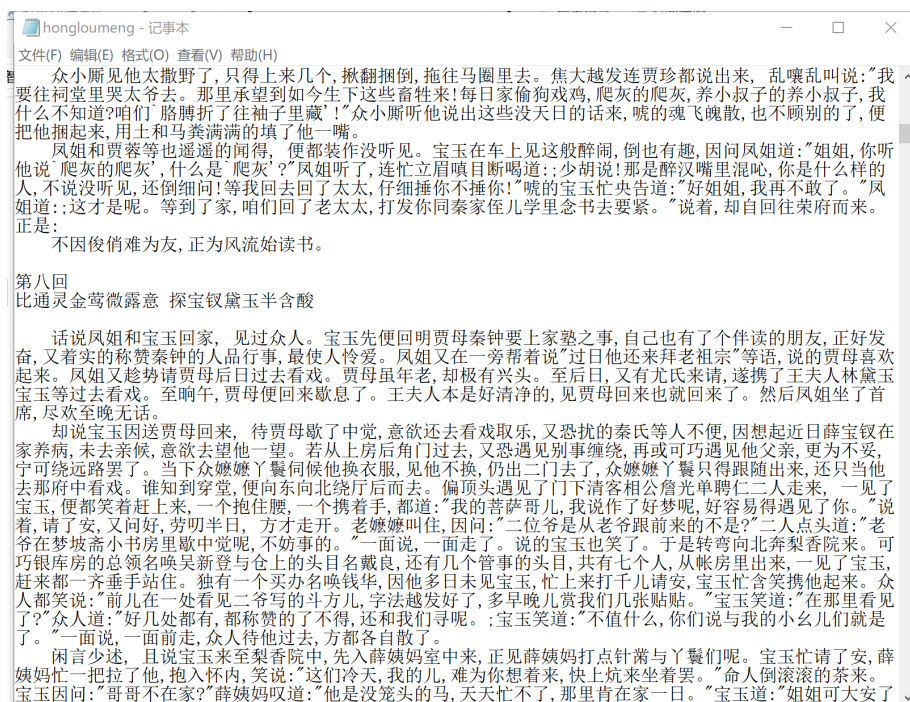 hongloumeng - 记事本
文件(F) 编辑(E) 格式(O) 查看(V) 帮助(H)
众小厮见他太撒野了,只得上来几个,揪翻捆倒,拖往马圈里去。焦大越发连贾珍都说出来, 乱嚷乱叫说:"我
要往祠堂里哭太爷去。那里承望到如今生下这些畜牲来!每日家偷狗戏鸡,爬灰的爬灰,养小叔子的养小叔子,我
什么不知道?咱们`胳膊折了往袖子里藏'!"众小厮听他说出这些没天日的话来,唬的魂飞魄散,也不顾别的了,便
把他捆起来,用土和马粪满满的填了他一嘴。
凤姐和贾蓉等也遥遥的闻得, 便都装作没听见。宝玉在车上见这般醉闹,倒也有趣,因问凤姐道:"姐姐,你听
他说`爬灰的爬灰',什么是`爬灰'?"凤姐听了,连忙立眉嗔目断喝道:;少胡说!那是醉汉嘴里混吣,你是什么样的
人,不说没听见,还倒细问!等我回去回了太太,仔细捶你不捶你!"唬的宝玉忙央告道:"好姐姐,我再不敢了。"凤
姐道:;这才是呢。等到了家,咱们回了老太太,打发你同秦家侄儿学里念书去要紧。"说着,却自回往荣府而来。
正是:
不因俊俏难为友,正为风流始读书。
第八回
比通灵金莺微露意 探宝钗黛玉半含酸
话说凤姐和宝玉回家, 见过众人。宝玉先便回明贾母秦钟要上家塾之事,自己也有了个伴读的朋友,正好发
奋,又着实的称赞秦钟的人品行事,最使人怜爱。凤姐又在一旁帮着说"过日他还来拜老祖宗"等语,说的贾母喜欢
起来。凤姐又趁势请贾母后日过去看戏。贾母虽年老,却极有兴头。至后日,又有尤氏来请,遂携了王夫人林黛玉
宝玉等过去看戏。至晌午,贾母便回来歇息了。王夫人本是好清净的,见贾母回来也就回来了。然后凤姐坐了首
席,尽欢至晚无话。
却说宝玉因送贾母回来, 待贾母歇了中觉,意欲还去看戏取乐,又恐扰的秦氏等人不便,因想起近日薛宝钗在
家养病,未去亲候,意欲去望他一望。若从上房后角门过去,又恐遇见别事缠绕,再或可巧遇见他父亲,更为不妥,
宁可绕远路罢了。当下众嬷嬷丫鬟伺候他换衣服,见他不换,仍出二门去了,众嬷嬷丫鬟只得跟随出来,还只当他
去那府中看戏。谁知到穿堂,便向东向北绕厅后而去。偏顶头遇见了门下清客相公詹光单聘仁二人走来, 一见了
宝玉,便都笑着赶上来,一个抱住腰,一个携着手,都道:"我的菩萨哥儿,我说作了好梦呢,好容易得遇见了你。"说
着,请了安,又问好,劳叨半日, 方才走开。老嬷嬷叫住,因问:"二位爷是从老爷跟前来的不是?"二人点头道:"老
爷在梦坡斋小书房里歇中觉呢,不妨事的。"一面说,一面走了。说的宝玉也笑了。于是转弯向北奔梨香院来。可
巧银库房的总领名唤吴新登与仓上的头目名戴良,还有几个管事的头目,共有七个人,从帐房里出来,一见了宝玉,
赶来都一齐垂手站住。独有一个买办名唤钱华,因他多日未见宝玉,忙上来打千儿请安,宝玉忙含笑携他起来。众
人都笑说:"前儿在一处看见二爷写的斗方儿,字法越发好了,多早晚儿赏我们几张贴贴。"宝玉笑道:"在那里看见
了?"众人道:"好几处都有,都称赞的了不得,还和我们寻呢。;宝玉笑道:"不值什么,你们说与我的小幺儿们就是
了。"一面说,一面前走,众人待他过去,方都各自散了。
闲言少述, 且说宝玉来至梨香院中,先入薛姨妈室中来,正见薛姨妈打点针黹与丫鬟们呢。宝玉忙请了安,薛
姨妈忙一把拉了他,抱入怀内,笑说:"这们冷天,我的儿,难为你想着来,快上炕来坐着罢。"命人倒滚滚的茶来。
宝玉因问:"哥哥不在家?"薛姨妈叹道:"他是没笼头的马,天天忙不了,那里肯在家一日。"宝玉道:"姐姐可大安了